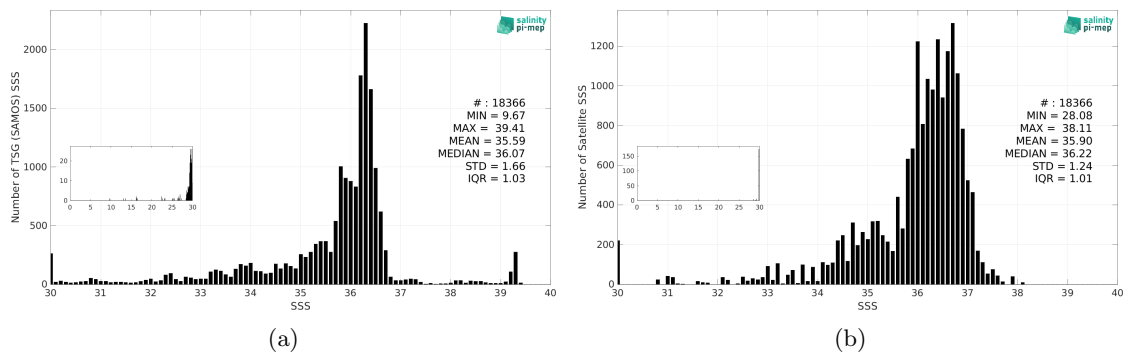 salinity
pi-mep
2000
1500
1000
500
0
Number of TSG (SAMOS) SSS
# : 18366
MIN = 9.67
MAX = 39.41
MEAN = 35.59
MEDIAN = 36.07
STD = 1.66
IQR = 1.03
20
10
0
0 5 10 15 20 25 30
30 31 32 33 34 35 36 37 38 39 40
SSS
(a)
salinity
pi-mep
1200
1000
800
600
400
200
0
Number of Satellite SSS
# : 18366
MIN = 28.08
MAX = 38.11
MEAN = 35.90
MEDIAN = 36.22
STD = 1.24
IQR = 1.01
150
100
50
0
0 5 10 15 20 25 30
30 31 32 33 34 35 36 37 38 39 40
SSS
(b)